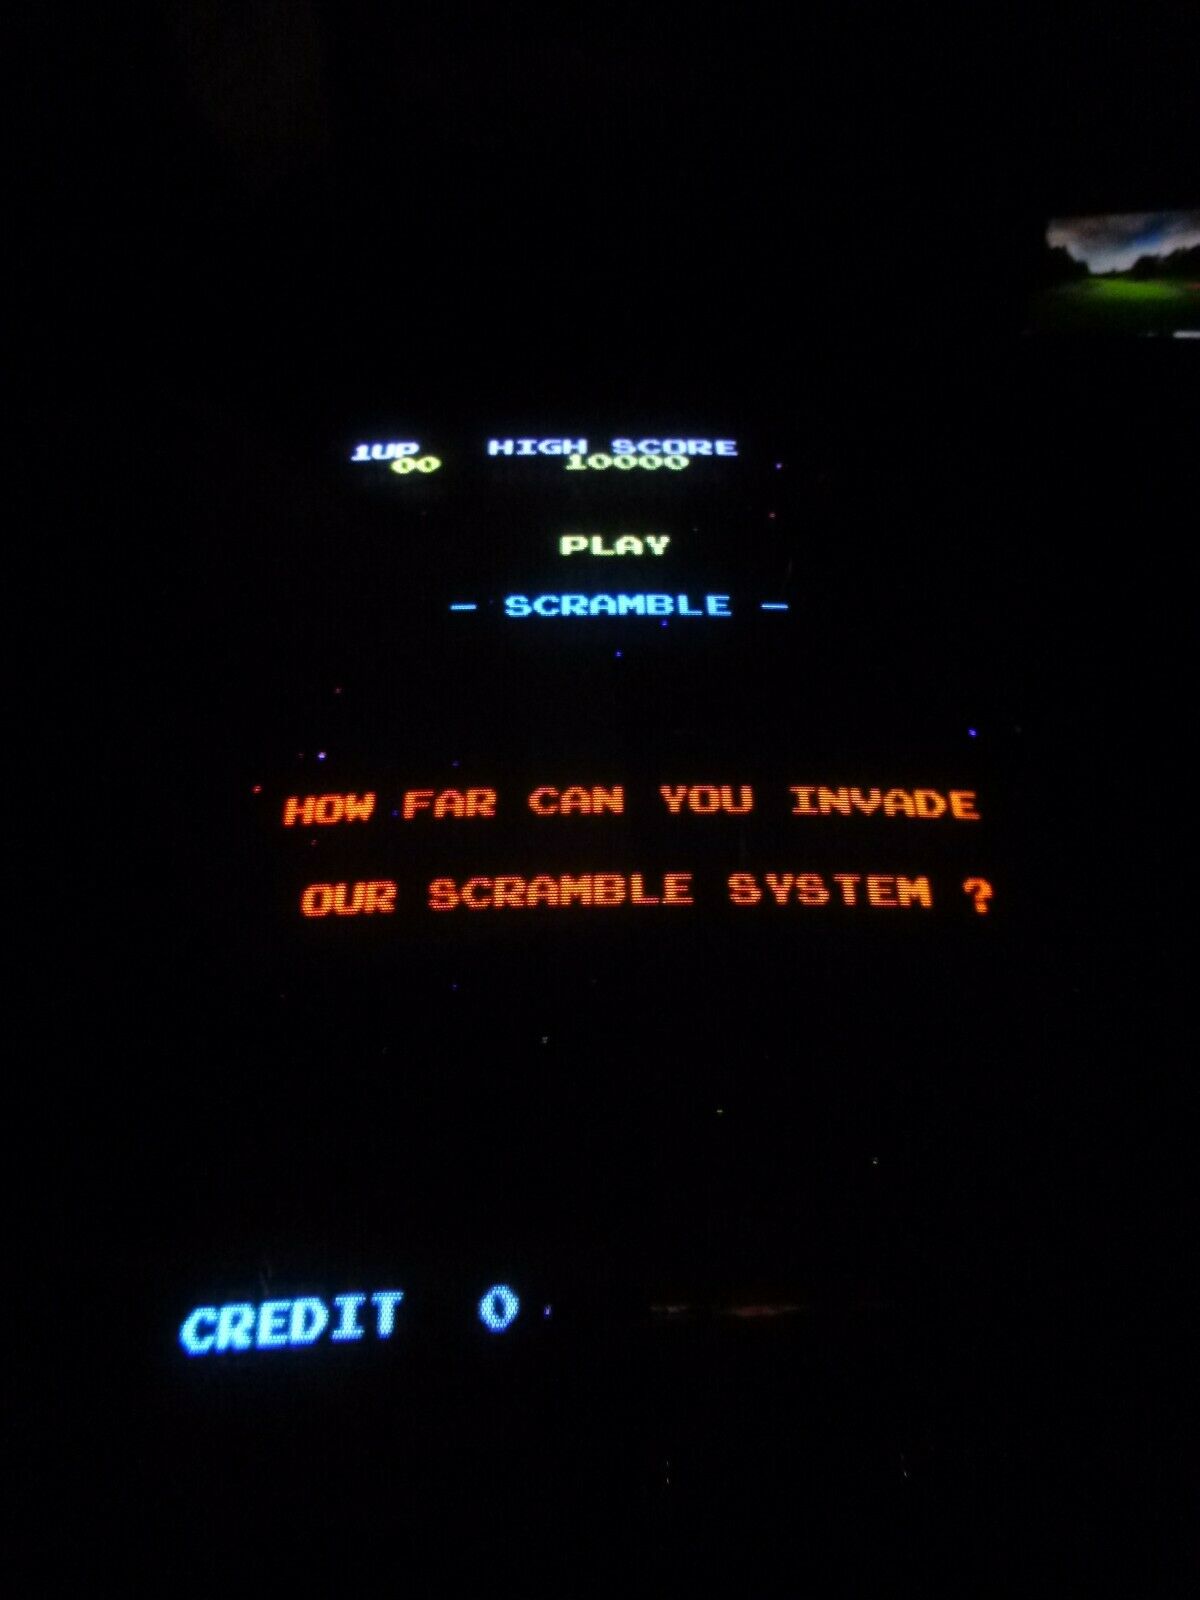 1UP HIGH SCORE
00 10000
PLAY
- SCRAMBLE -
HOW FAR CAN YOU INVADE
OUR SCRAMBLE SYSTEM ?
CREDIT 0